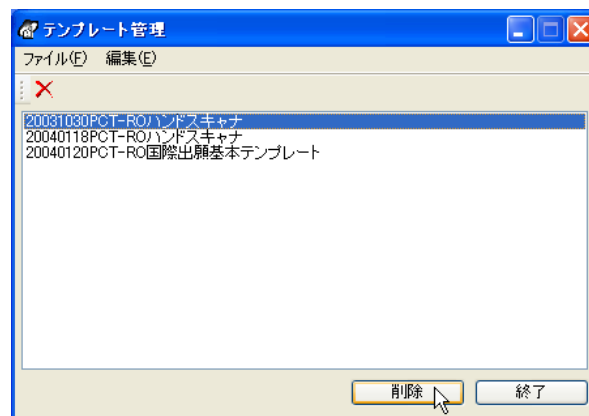 テンプレート管理
ファイル(F) 編集(E)
20031030PCT-ROハンドスキャナ
20040118PCT-ROハンドスキャナ
20040120PCT-RO国際出願基本テンプレート
削除 終了